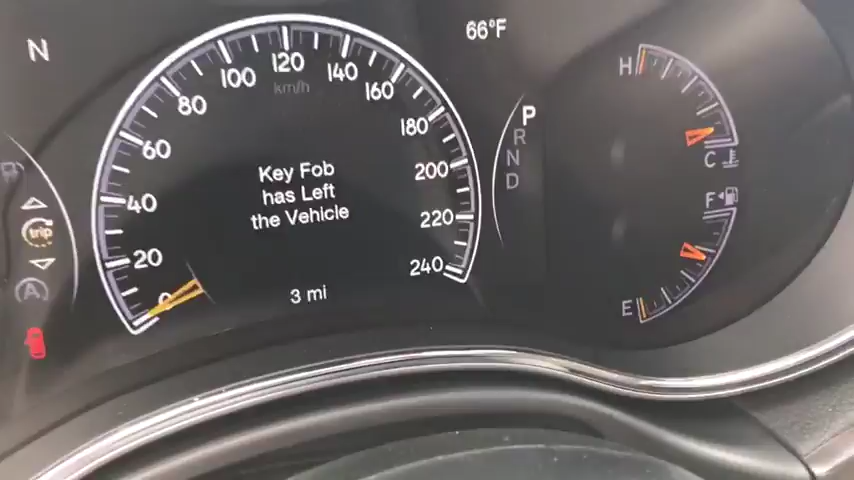 N
66°F
0
20
40
60
80
100
120
140
160
180
200
220
240
km/h
Key Fob
has Left
the Vehicle
3 mi
trip
A
P
R
N
D
H
C
F
E